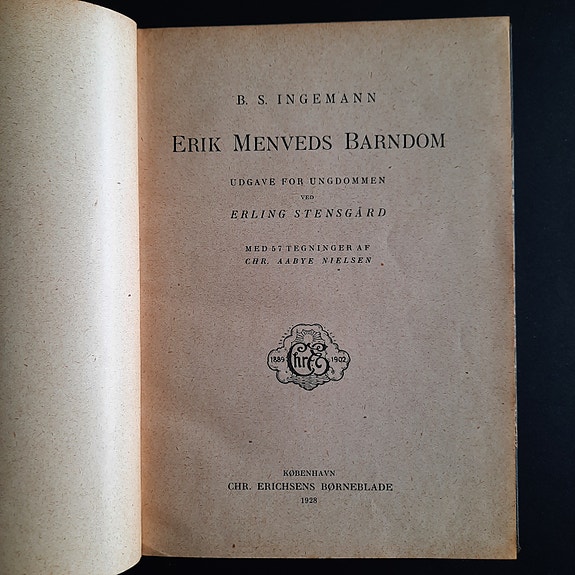 B. S. INGEMANN
ERIK MENVEDS BARNDOM
UDGAVE FOR UNGDOMMEN
VED
ERLING STENSGÅRD
MED 57 TEGNINGER AF
CHR. AABYE NIELSEN
1889 Chr.E 1902
KØBENHAVN
CHR. ERICHSENS BØRNEBLADE
1928